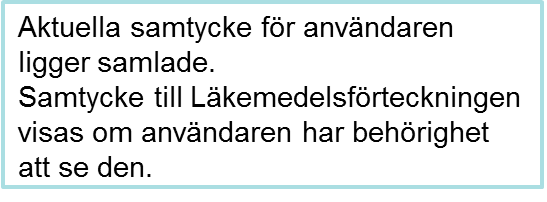 Aktuella samtycke för användaren
ligger samlade.
Samtycke till Läkemedelsförteckningen
visas om användaren har behörighet
att se den.